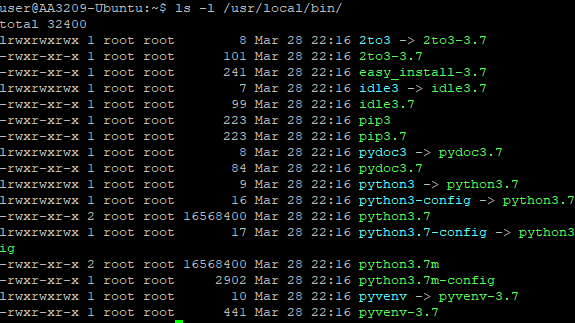 user@AA3209-Ubuntu:~$ ls -l /usr/local/bin/
total 32400
lrwxrwxrwx 1 root root        8 Mar 28 22:16 2to3 -> 2to3-3.7
-rwxr-xr-x 1 root root      101 Mar 28 22:16 2to3-3.7
-rwxr-xr-x 1 root root      241 Mar 28 22:16 easy_install-3.7
lrwxrwxrwx 1 root root        7 Mar 28 22:16 idle3 -> idle3.7
-rwxr-xr-x 1 root root       99 Mar 28 22:16 idle3.7
-rwxr-xr-x 1 root root      223 Mar 28 22:16 pip3
-rwxr-xr-x 1 root root      223 Mar 28 22:16 pip3.7
lrwxrwxrwx 1 root root        8 Mar 28 22:16 pydoc3 -> pydoc3.7
-rwxr-xr-x 1 root root       84 Mar 28 22:16 pydoc3.7
lrwxrwxrwx 1 root root        9 Mar 28 22:16 python3 -> python3.7
lrwxrwxrwx 1 root root       16 Mar 28 22:16 python3-config -> python3.7
-rwxr-xr-x 2 root root 16568400 Mar 28 22:16 python3.7
lrwxrwxrwx 1 root root       17 Mar 28 22:16 python3.7-config -> python3
ig
-rwxr-xr-x 2 root root 16568400 Mar 28 22:16 python3.7m
-rwxr-xr-x 1 root root     2902 Mar 28 22:16 python3.7m-config
lrwxrwxrwx 1 root root       10 Mar 28 22:16 pyvenv -> pyvenv-3.7
-rwxr-xr-x 1 root root      441 Mar 28 22:16 pyvenv-3.7